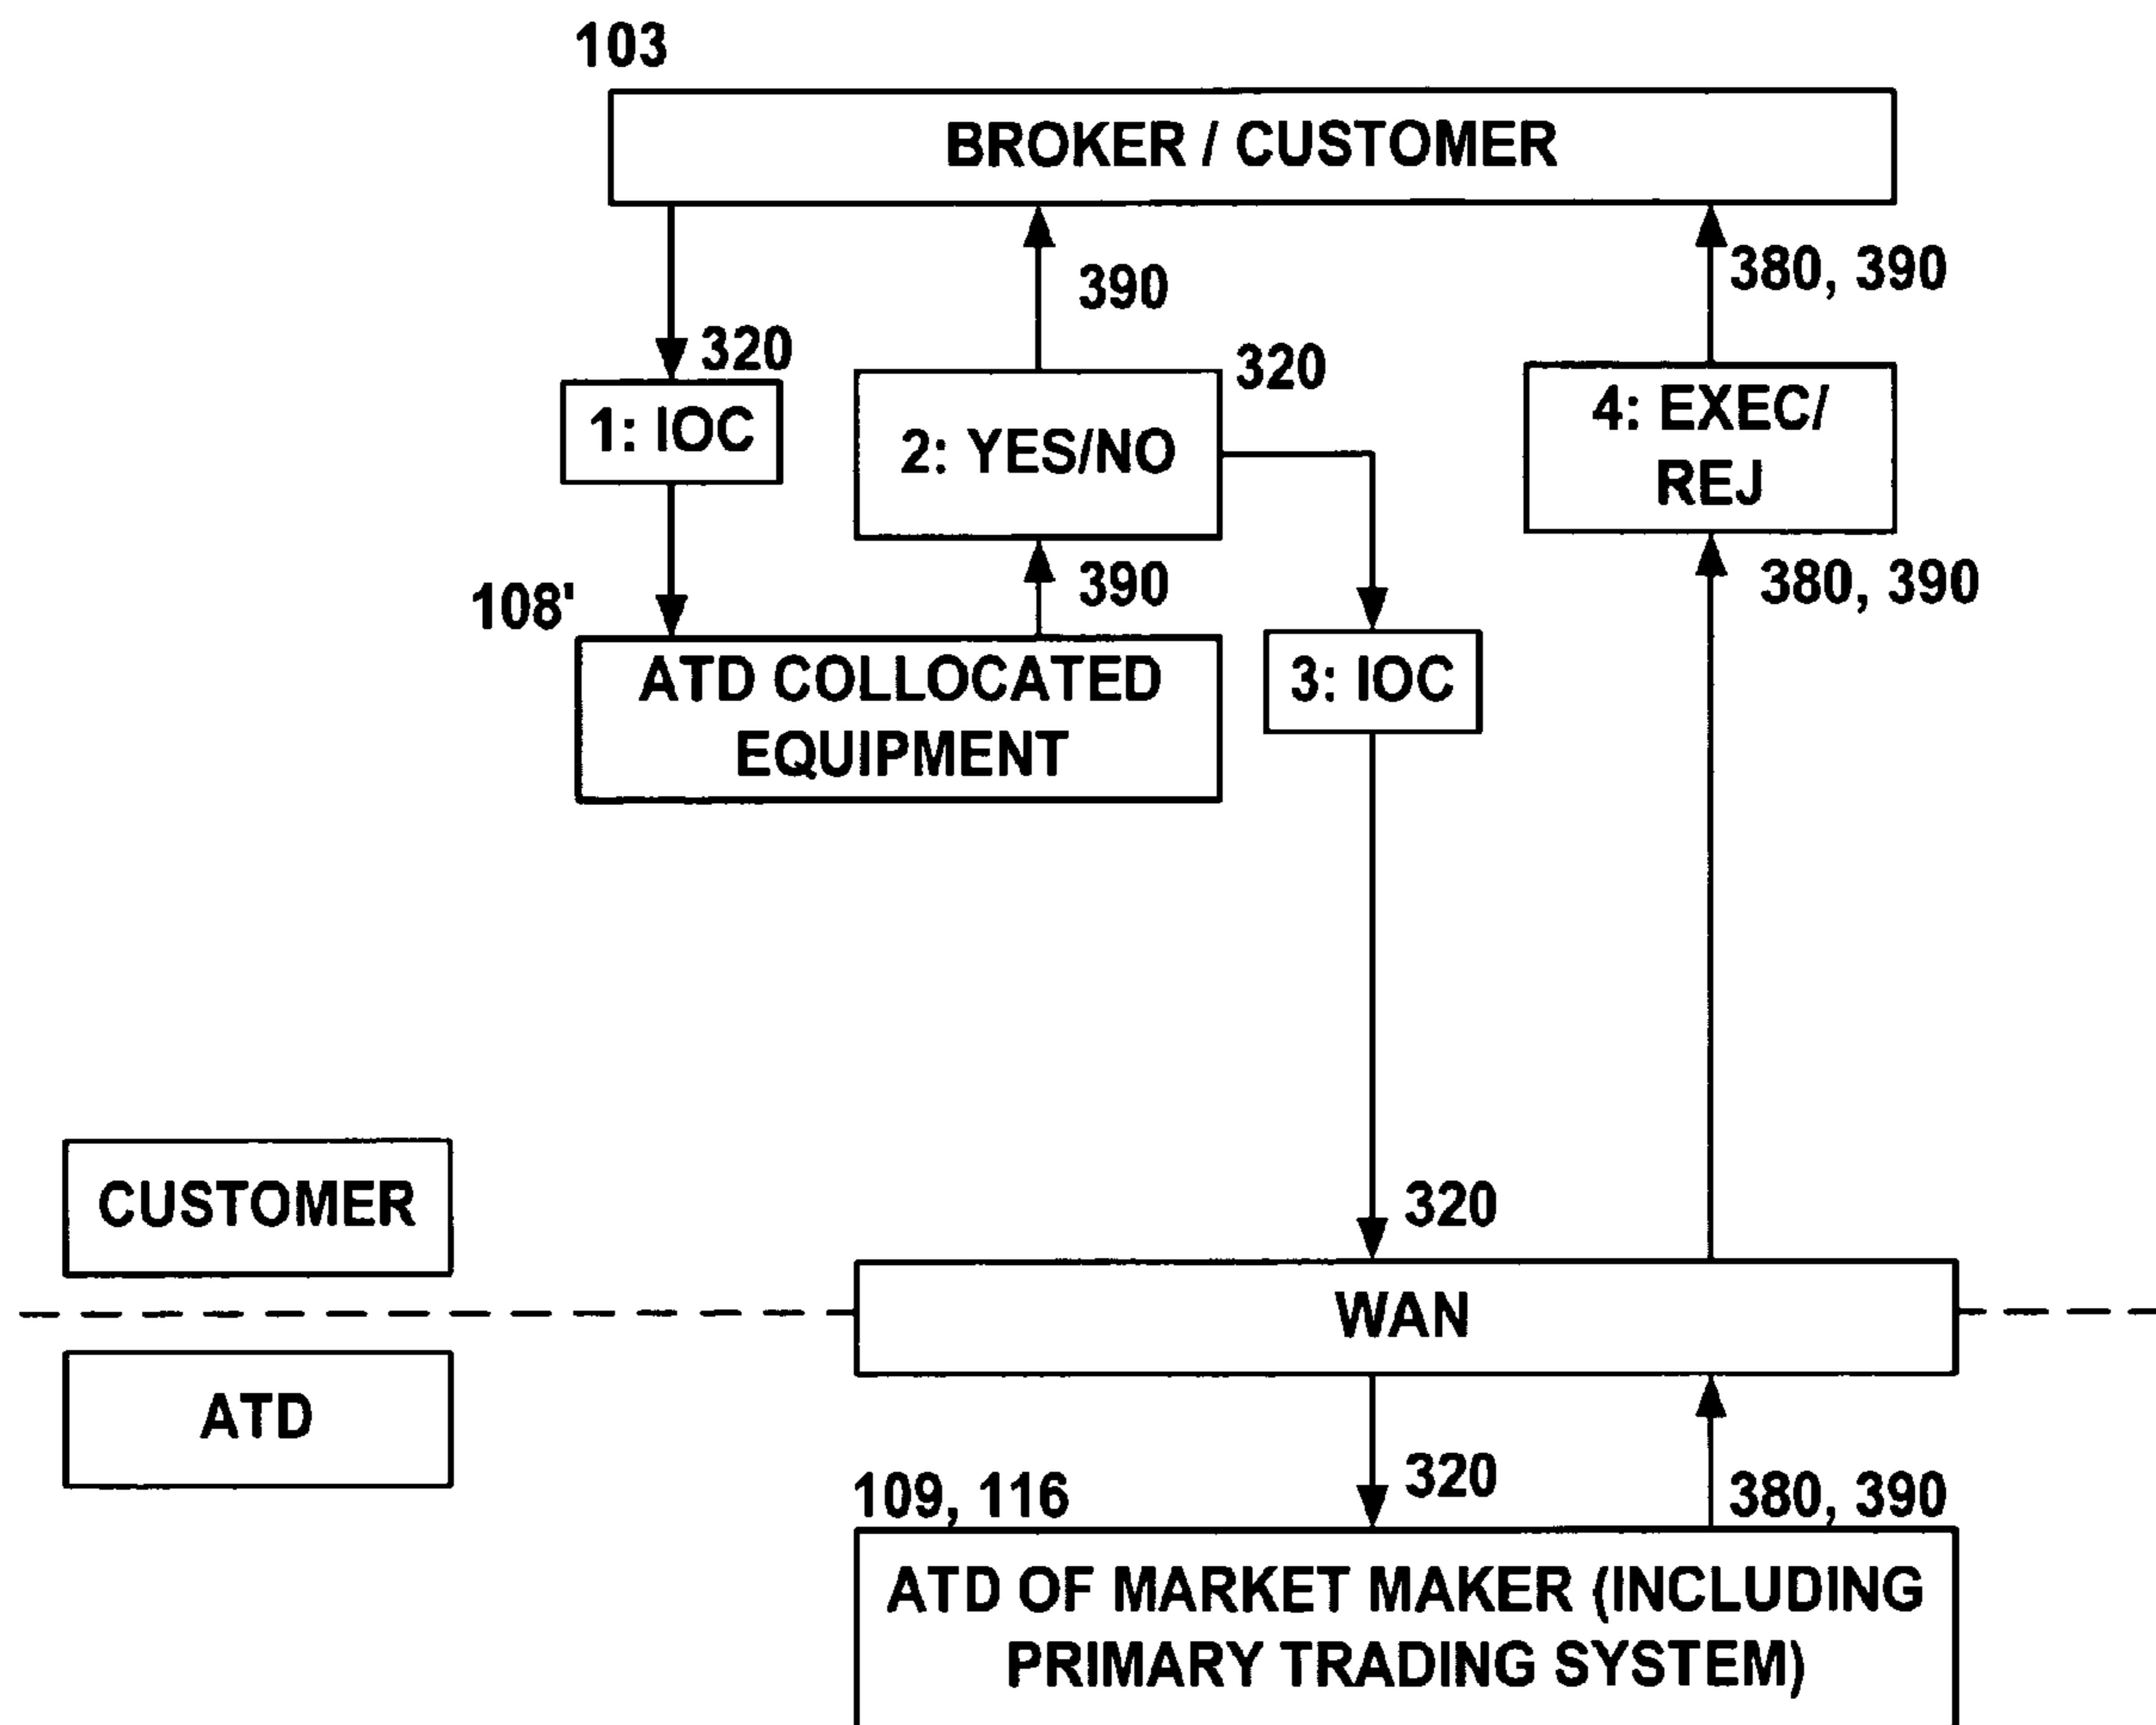 103
BROKER / CUSTOMER
390
380, 390
320
320
1: IOC
2: YES/NO
4: EXEC/
REJ
390
380, 390
108'
ATD COLLOCATED
EQUIPMENT
3: IOC
CUSTOMER
320
WAN
ATD
320
109, 116
380, 390
ATD OF MARKET MAKER (INCLUDING
PRIMARY TRADING SYSTEM)